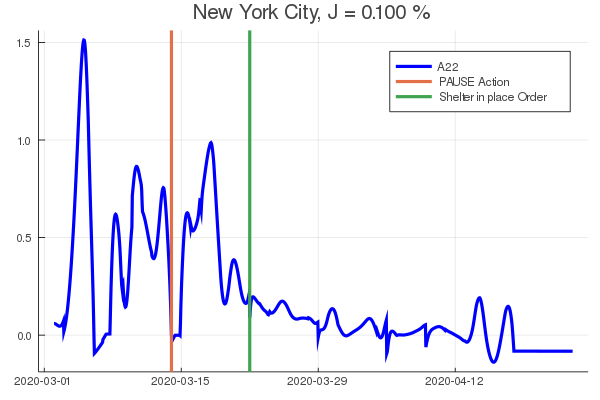 New York City, J = 0.100 %
1.5
1.0
0.5
0.0
A22
PAUSE Action
Shelter in place Order
2020-03-01 2020-03-15 2020-03-29 2020-04-12